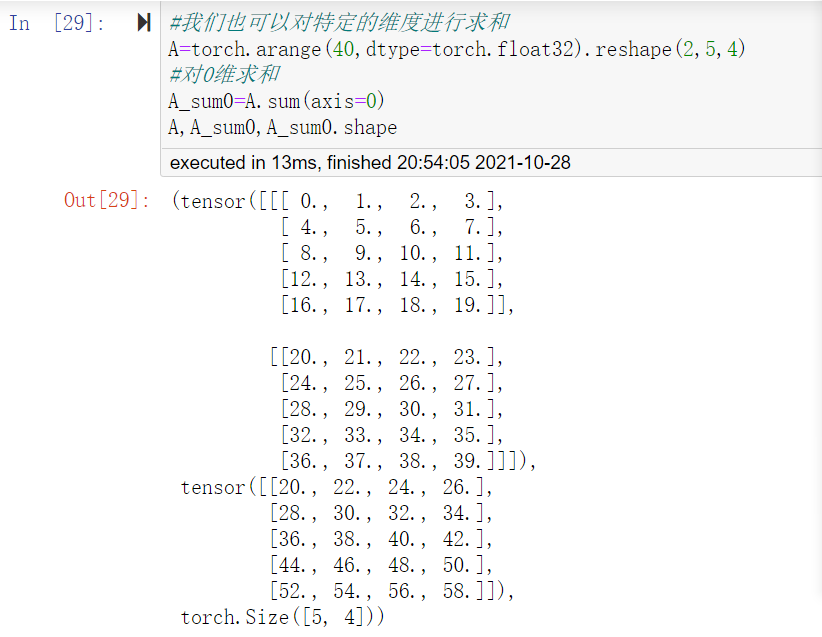 In [29]:
#我们也可以对特定的维度进行求和
A=torch.arange(40,dtype=torch.float32).reshape(2,5,4)
#对0维求和
A_sum0=A.sum(axis=0)
A,A_sum0,A_sum0.shape
executed in 13ms, finished 20:54:05 2021-10-28
Out[29]: (tensor([[[ 0.,  1.,  2.,  3.],
[ 4.,  5.,  6.,  7.],
[ 8.,  9., 10., 11.],
[12., 13., 14., 15.],
[16., 17., 18., 19.]],
[[20., 21., 22., 23.],
[24., 25., 26., 27.],
[28., 29., 30., 31.],
[32., 33., 34., 35.],
[36., 37., 38., 39.]]]),
tensor([[20., 22., 24., 26.],
[28., 30., 32., 34.],
[36., 38., 40., 42.],
[44., 46., 48., 50.],
[52., 54., 56., 58.]]),
torch.Size([5, 4]))